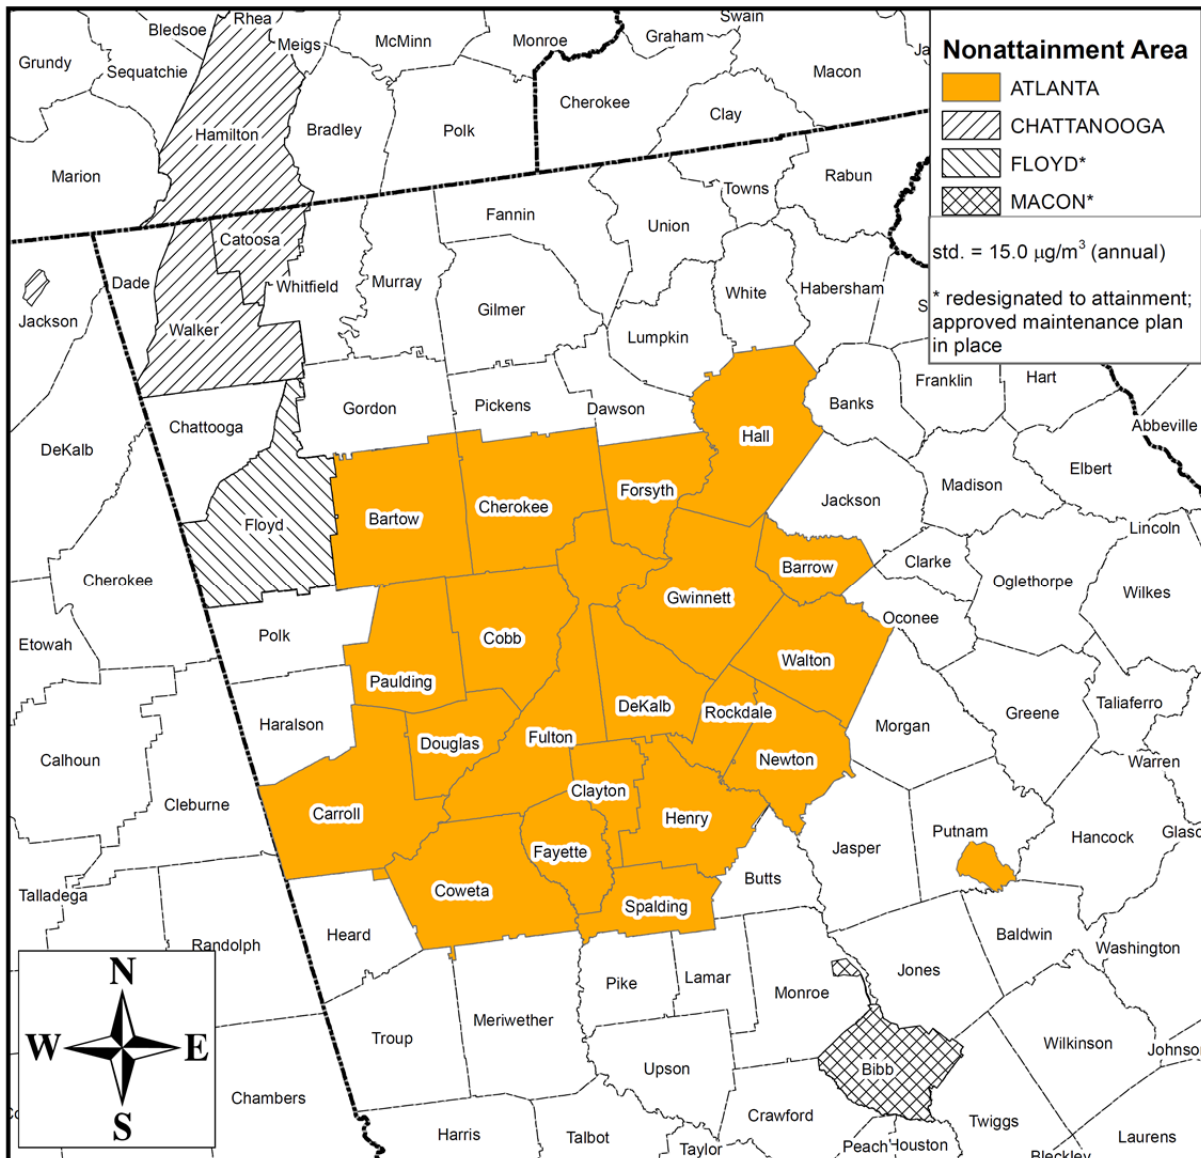 Rhea
Swain
Bledsoe
Meigs
McMinn
Monroe
Graham
Grundy
Sequatchie
Macon
Cherokee
Clay
Hamilton
Bradley
Polk
Marion
Rabun
Towns
Fannin
Union
Catoosa
Dade
Whitfield
Murray
White
Habersham
Gilmer
Jackson
Walker
Lumpkin
Franklin
Hart
Gordon
Pickens
Dawson
Banks
Chattooga
Abbeville
DeKalb
Hall
Elbert
Forsyth
Madison
Cherokee
Jackson
Bartow
Floyd
Lincoln
Clarke
Barrow
Cherokee
Oglethorpe
Wilkes
Gwinnett
Oconee
Polk
Cobb
Etowah
Walton
Paulding
Taliaferro
DeKalb
Rockdale
Greene
Haralson
Morgan
Fulton
Douglas
Calhoun
Newton
Warren
Clayton
Cleburne
Carroll
Henry
Putnam
Hancock
Glasc
Jasper
Fayette
Butts
Coweta
Talladega
Spalding
Heard
Baldwin
Randolph
Washington
Jones
Pike
Lamar
Monroe
Meriwether
Troup
Wilkinson
Johnson
Upson
Bibb
Chambers
Crawford
Twiggs
Harris
Talbot
Taylor
Peach
Houston
Laurens
Bleckley
Nonattainment Area
ATLANTA
CHATTANOOGA
FLOYD*
MACON*
std. = 15.0 μg/m³ (annual)
* redesignated to attainment;
approved maintenance plan
in place
N
W E
S